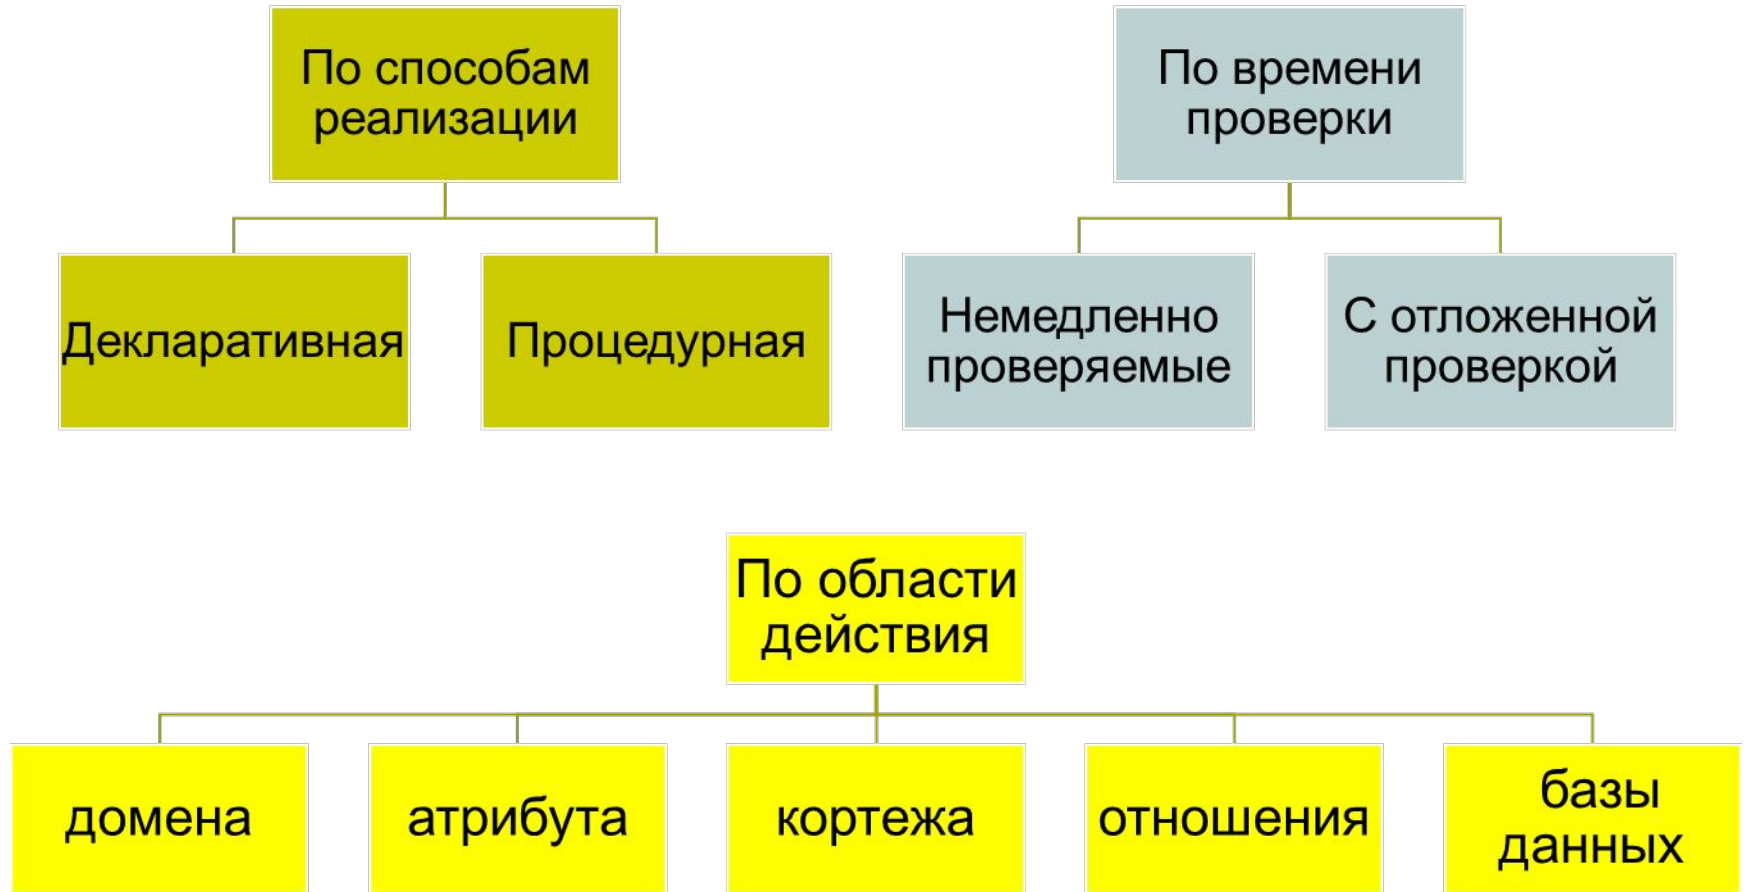 По способам
реализации
По времени
проверки
Декларативная
Процедурная
Немедленно
проверяемые
С отложенной
проверкой
По области
действия
домена
атрибута
кортежа
отношения
базы
данных